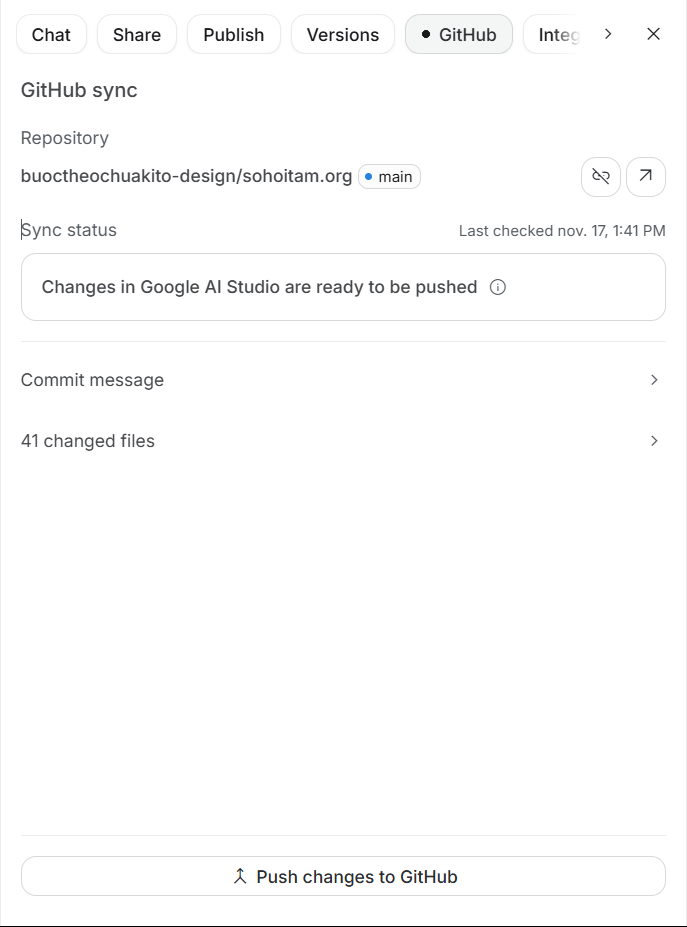 Chat Share Publish Versions GitHub Integ
GitHub sync
Repository
buoctheochuakito-design/sohoitam.org main
Sync status Last checked nov. 17, 1:41 PM
Changes in Google AI Studio are ready to be pushed
Commit message
41 changed files
Push changes to GitHub